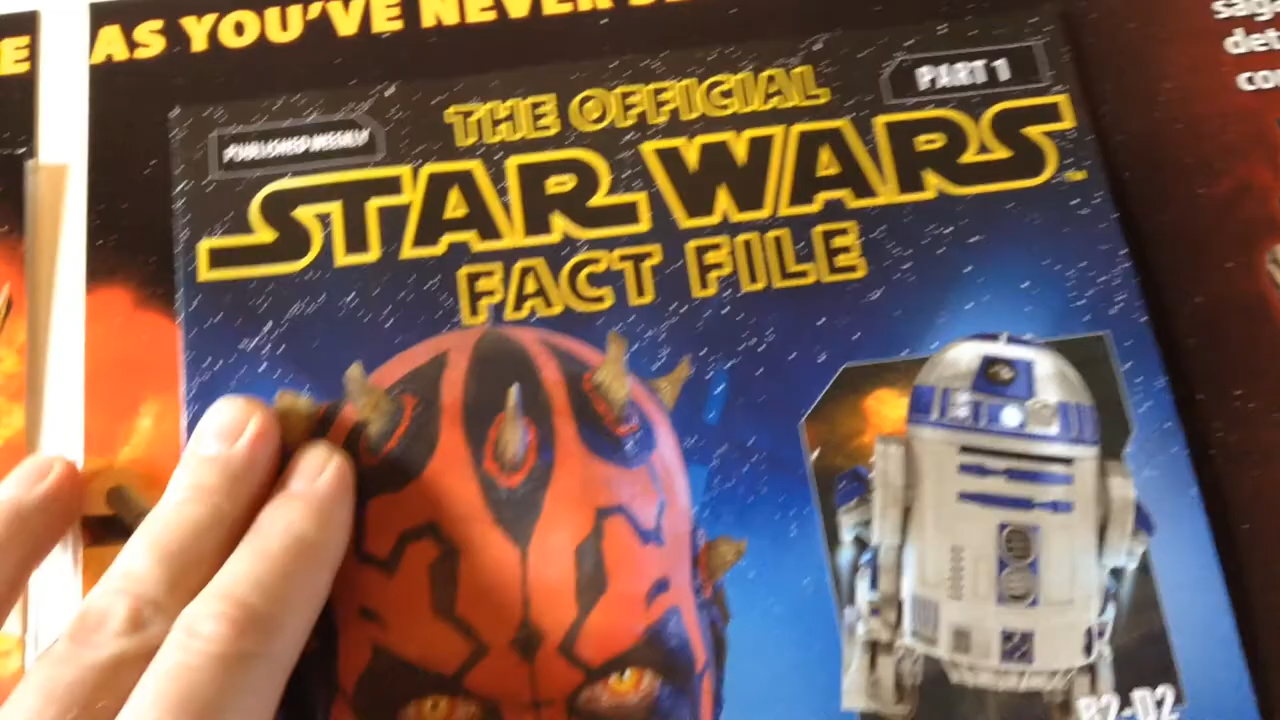 E
AS YOU'VE NEVER
PUBLISHED WEEKLY
PART 1
THE OFFICIAL
STAR WARS
FACT FILE
R2-D2